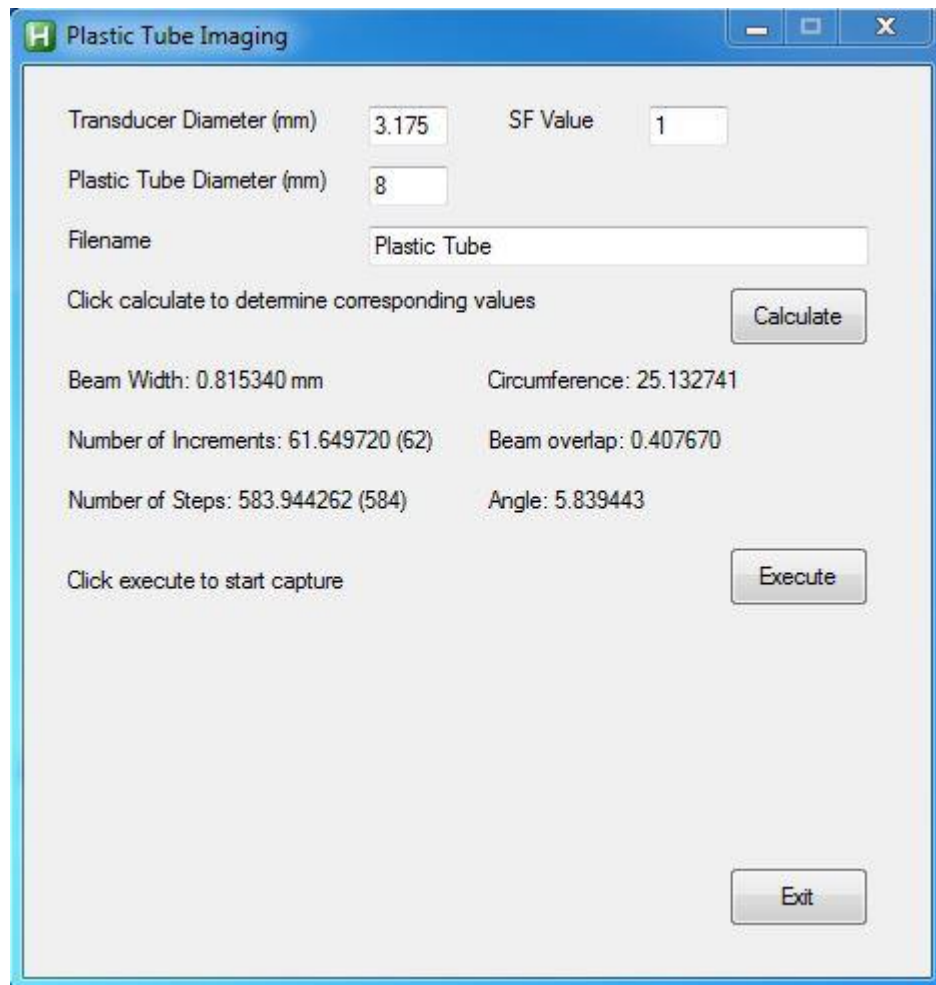 H Plastic Tube Imaging
Transducer Diameter (mm) 3.175 SF Value 1
Plastic Tube Diameter (mm) 8
Filename Plastic Tube
Click calculate to determine corresponding values Calculate
Beam Width: 0.815340 mm Circumference: 25.132741
Number of Increments: 61.649720 (62) Beam overlap: 0.407670
Number of Steps: 583.944262 (584) Angle: 5.839443
Click execute to start capture Execute
Exit